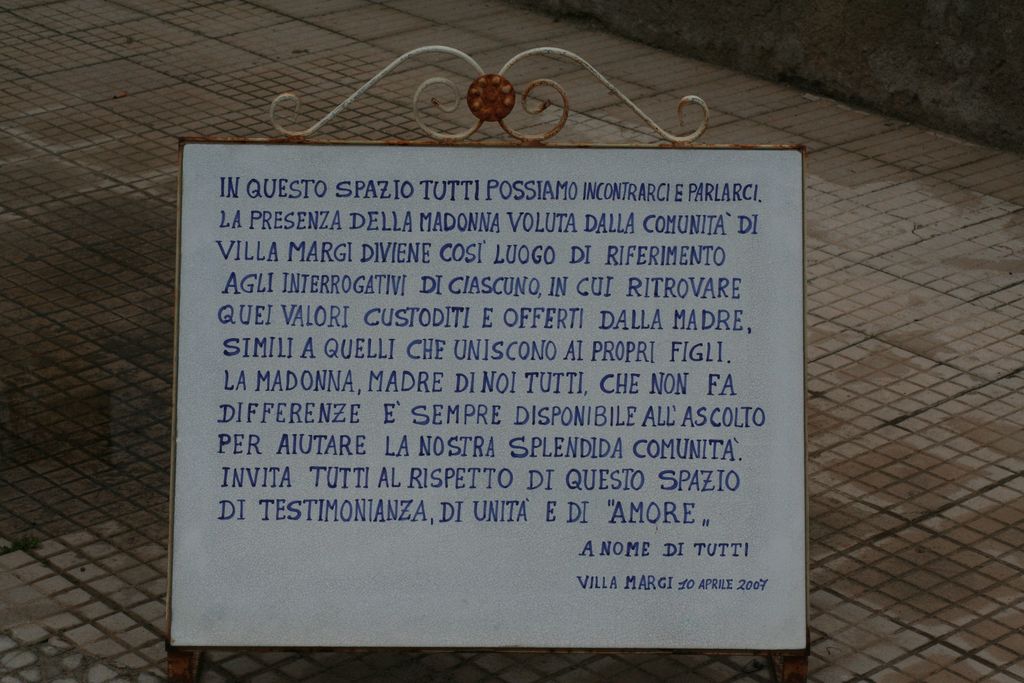 IN QUESTO SPAZIO TUTTI POSSIAMO INCONTRARCI E PARLARCI.
LA PRESENZA DELLA MADONNA VOLUTA DALLA COMUNITA` DI
VILLA MARGI DIVIENE COSI` LUOGO DI RIFERIMENTO
AGLI INTERROGATIVI DI CIASCUNO, IN CUI RITROVARE
QUEI VALORI CUSTODITI E OFFERTI DALLA MADRE,
SIMILI A QUELLI CHE UNISCONO AI PROPRI FIGLI.
LA MADONNA, MADRE DI NOI TUTTI, CHE NON FA
DIFFERENZE E` SEMPRE DISPONIBILE ALL'ASCOLTO
PER AIUTARE LA NOSTRA SPLENDIDA COMUNITA`.
INVITA TUTTI AL RISPETTO DI QUESTO SPAZIO
DI TESTIMONIANZA, DI UNITA` E DI "AMORE„
A NOME DI TUTTI
VILLA MARGI 10 APRILE 2007